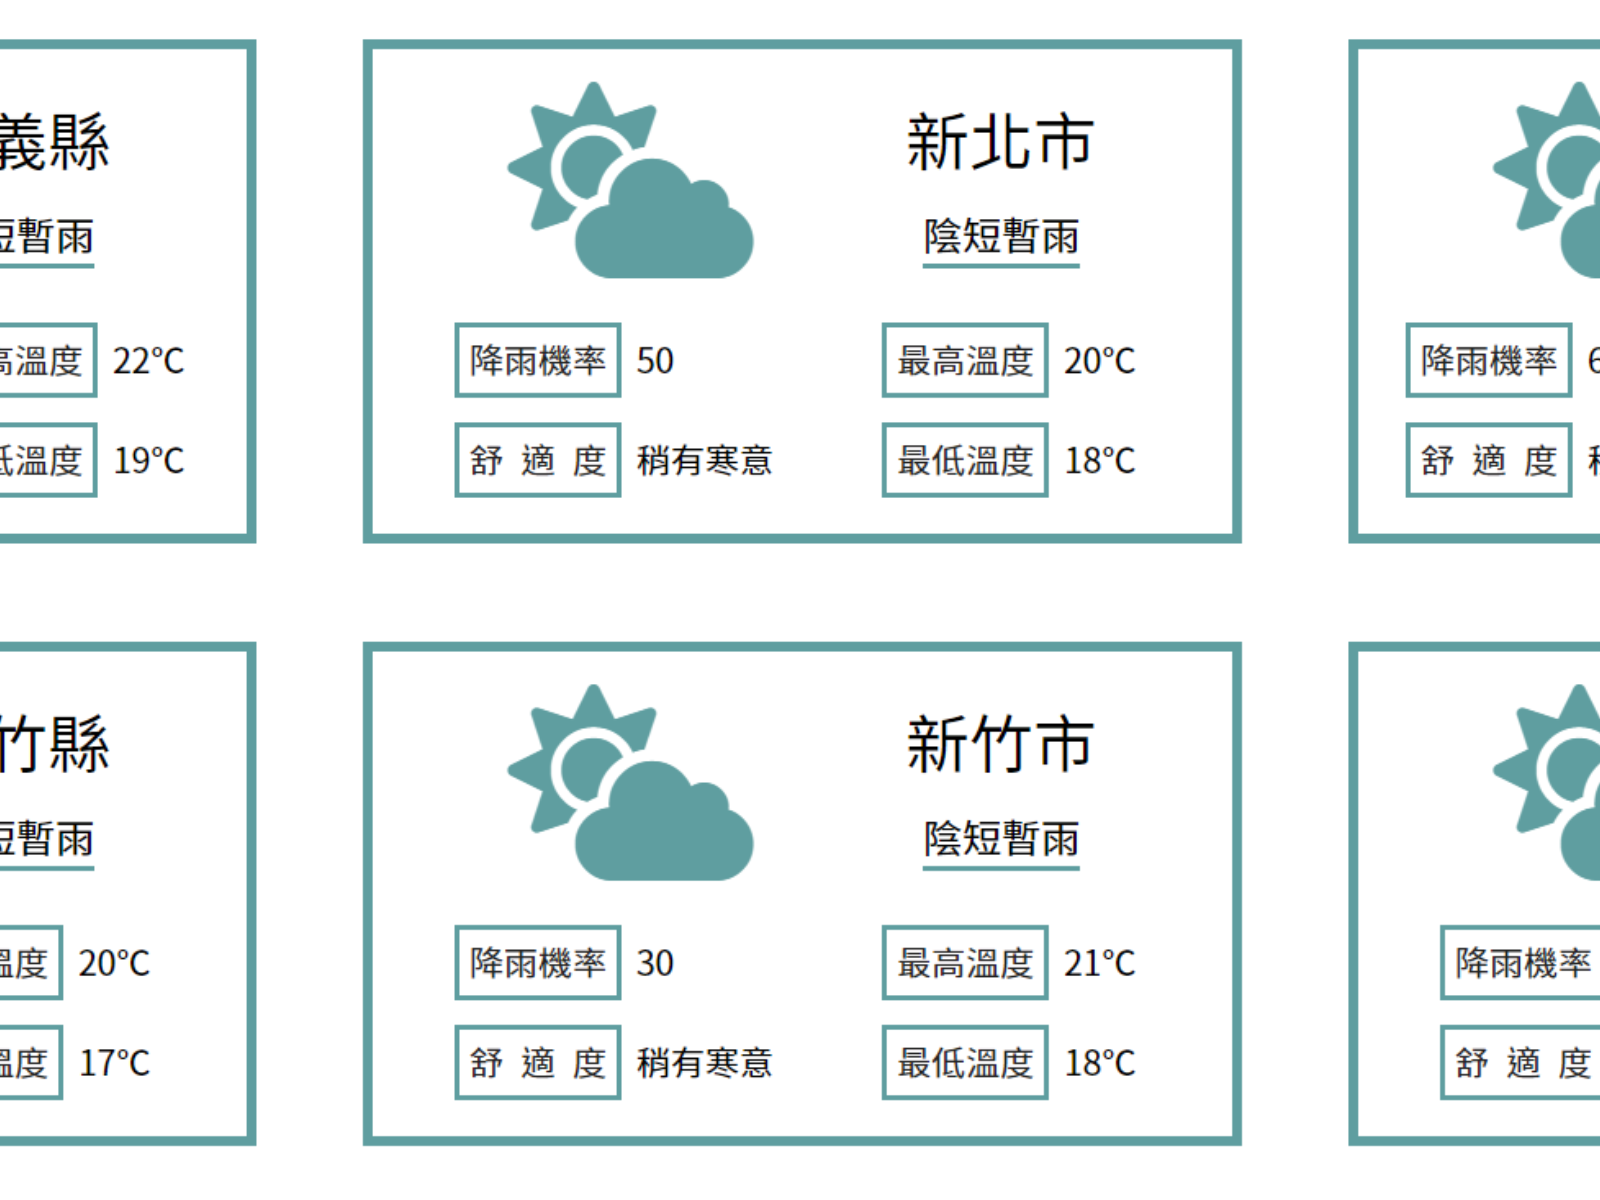 義縣
短暫雨
高溫度 22°C
低溫度 19°C
新北市
陰短暫雨
降雨機率 50
最高溫度 20°C
舒適度 稍有寒意
最低溫度 18°C
降雨機率 6
舒適度
竹縣
短暫雨
溫度 20°C
溫度 17°C
新竹市
陰短暫雨
降雨機率 30
最高溫度 21°C
舒適度 稍有寒意
最低溫度 18°C
降雨機率
舒適度